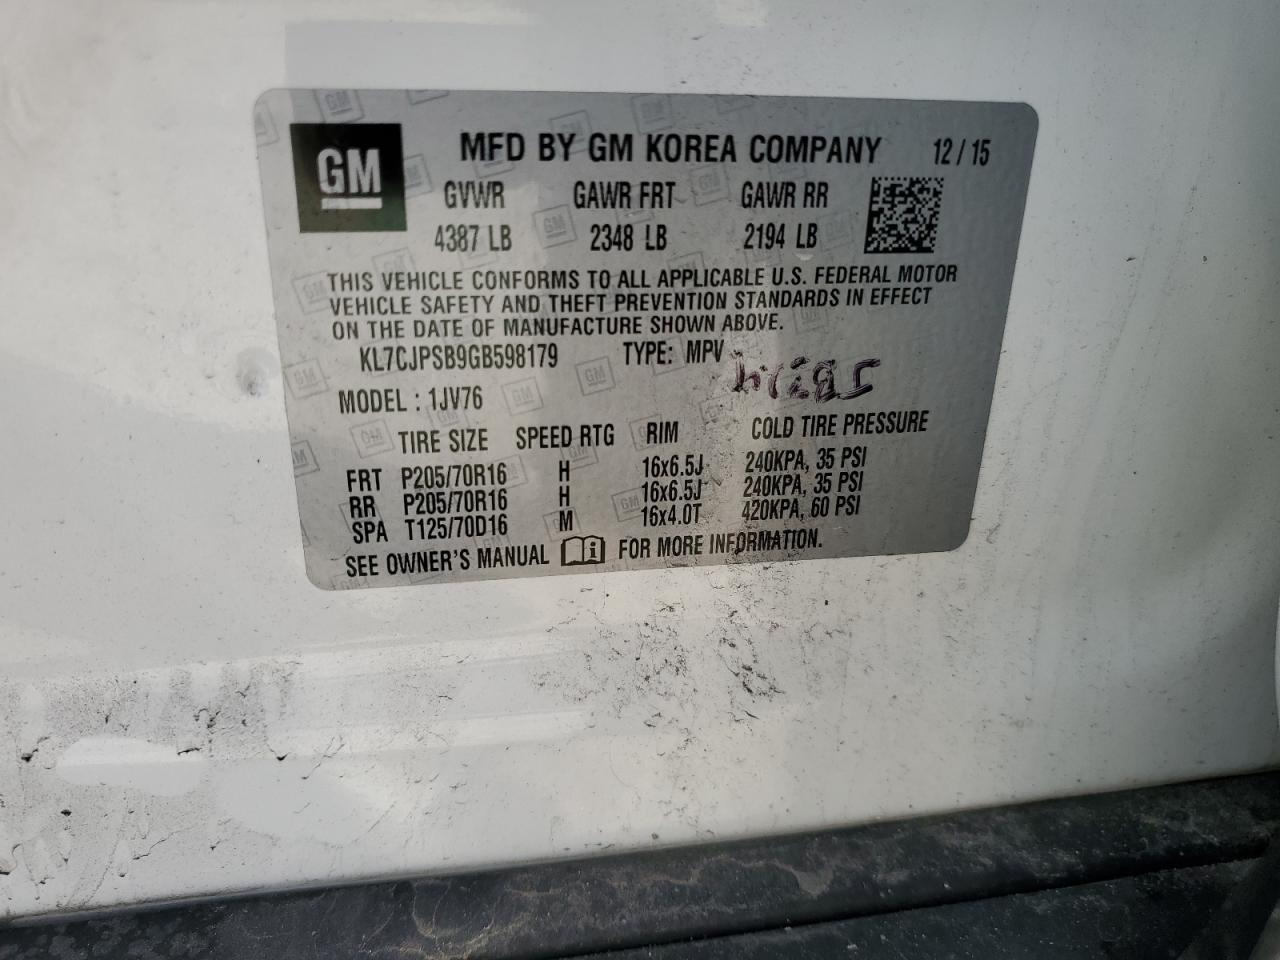 GM
MFD BY GM KOREA COMPANY 12/15
GVWR GAWR FRT GAWR RR
4387 LB 2348 LB 2194 LB
THIS VEHICLE CONFORMS TO ALL APPLICABLE U.S. FEDERAL MOTOR
VEHICLE SAFETY AND THEFT PREVENTION STANDARDS IN EFFECT
ON THE DATE OF MANUFACTURE SHOWN ABOVE.
KL7CJPSB9GB598179 TYPE: MPV
MODEL : 1JV76
TIRE SIZE SPEED RTG RIM COLD TIRE PRESSURE
FRT P205/70R16 H 16x6.5J 240KPA, 35 PSI
RR P205/70R16 H 16x6.5J 240KPA, 35 PSI
SPA T125/70D16 M 16x4.0T 420KPA, 60 PSI
SEE OWNER'S MANUAL FOR MORE INFORMATION.